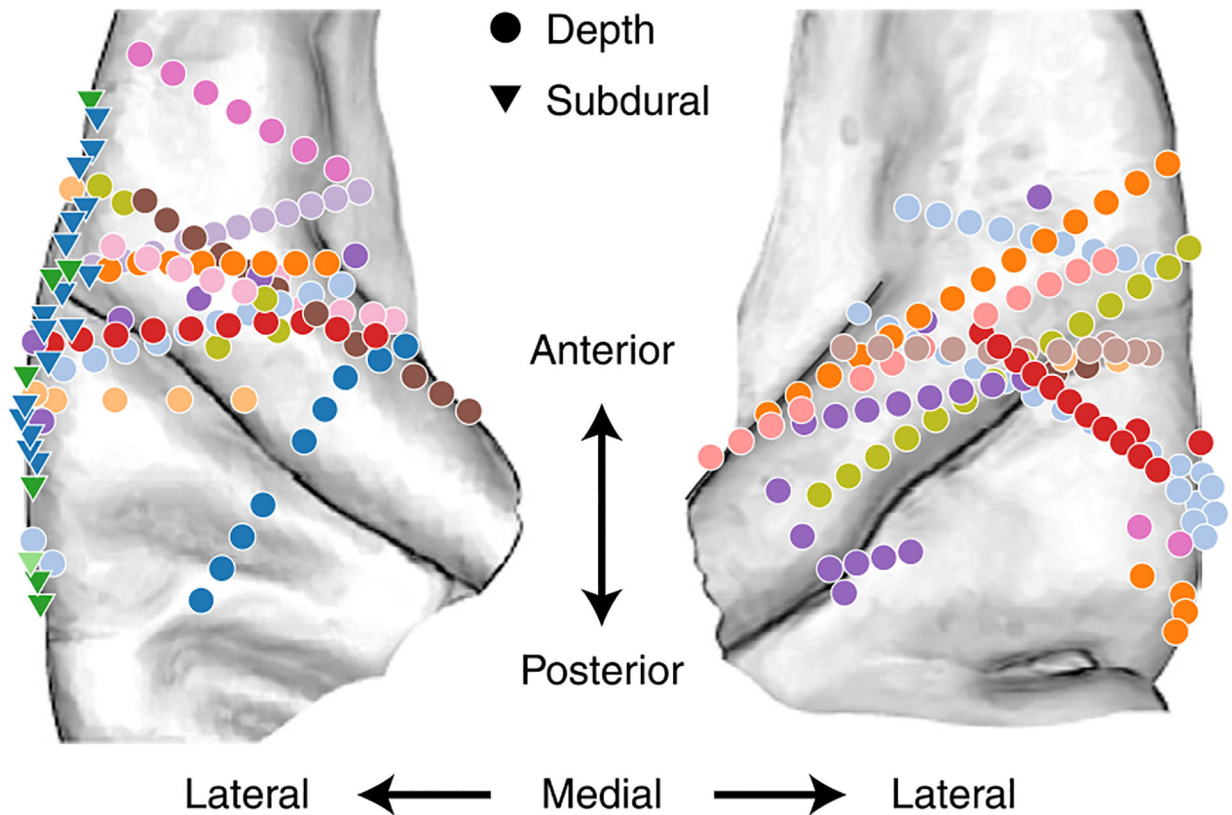 Depth
Subdural
Anterior
Posterior
Lateral Medial Lateral